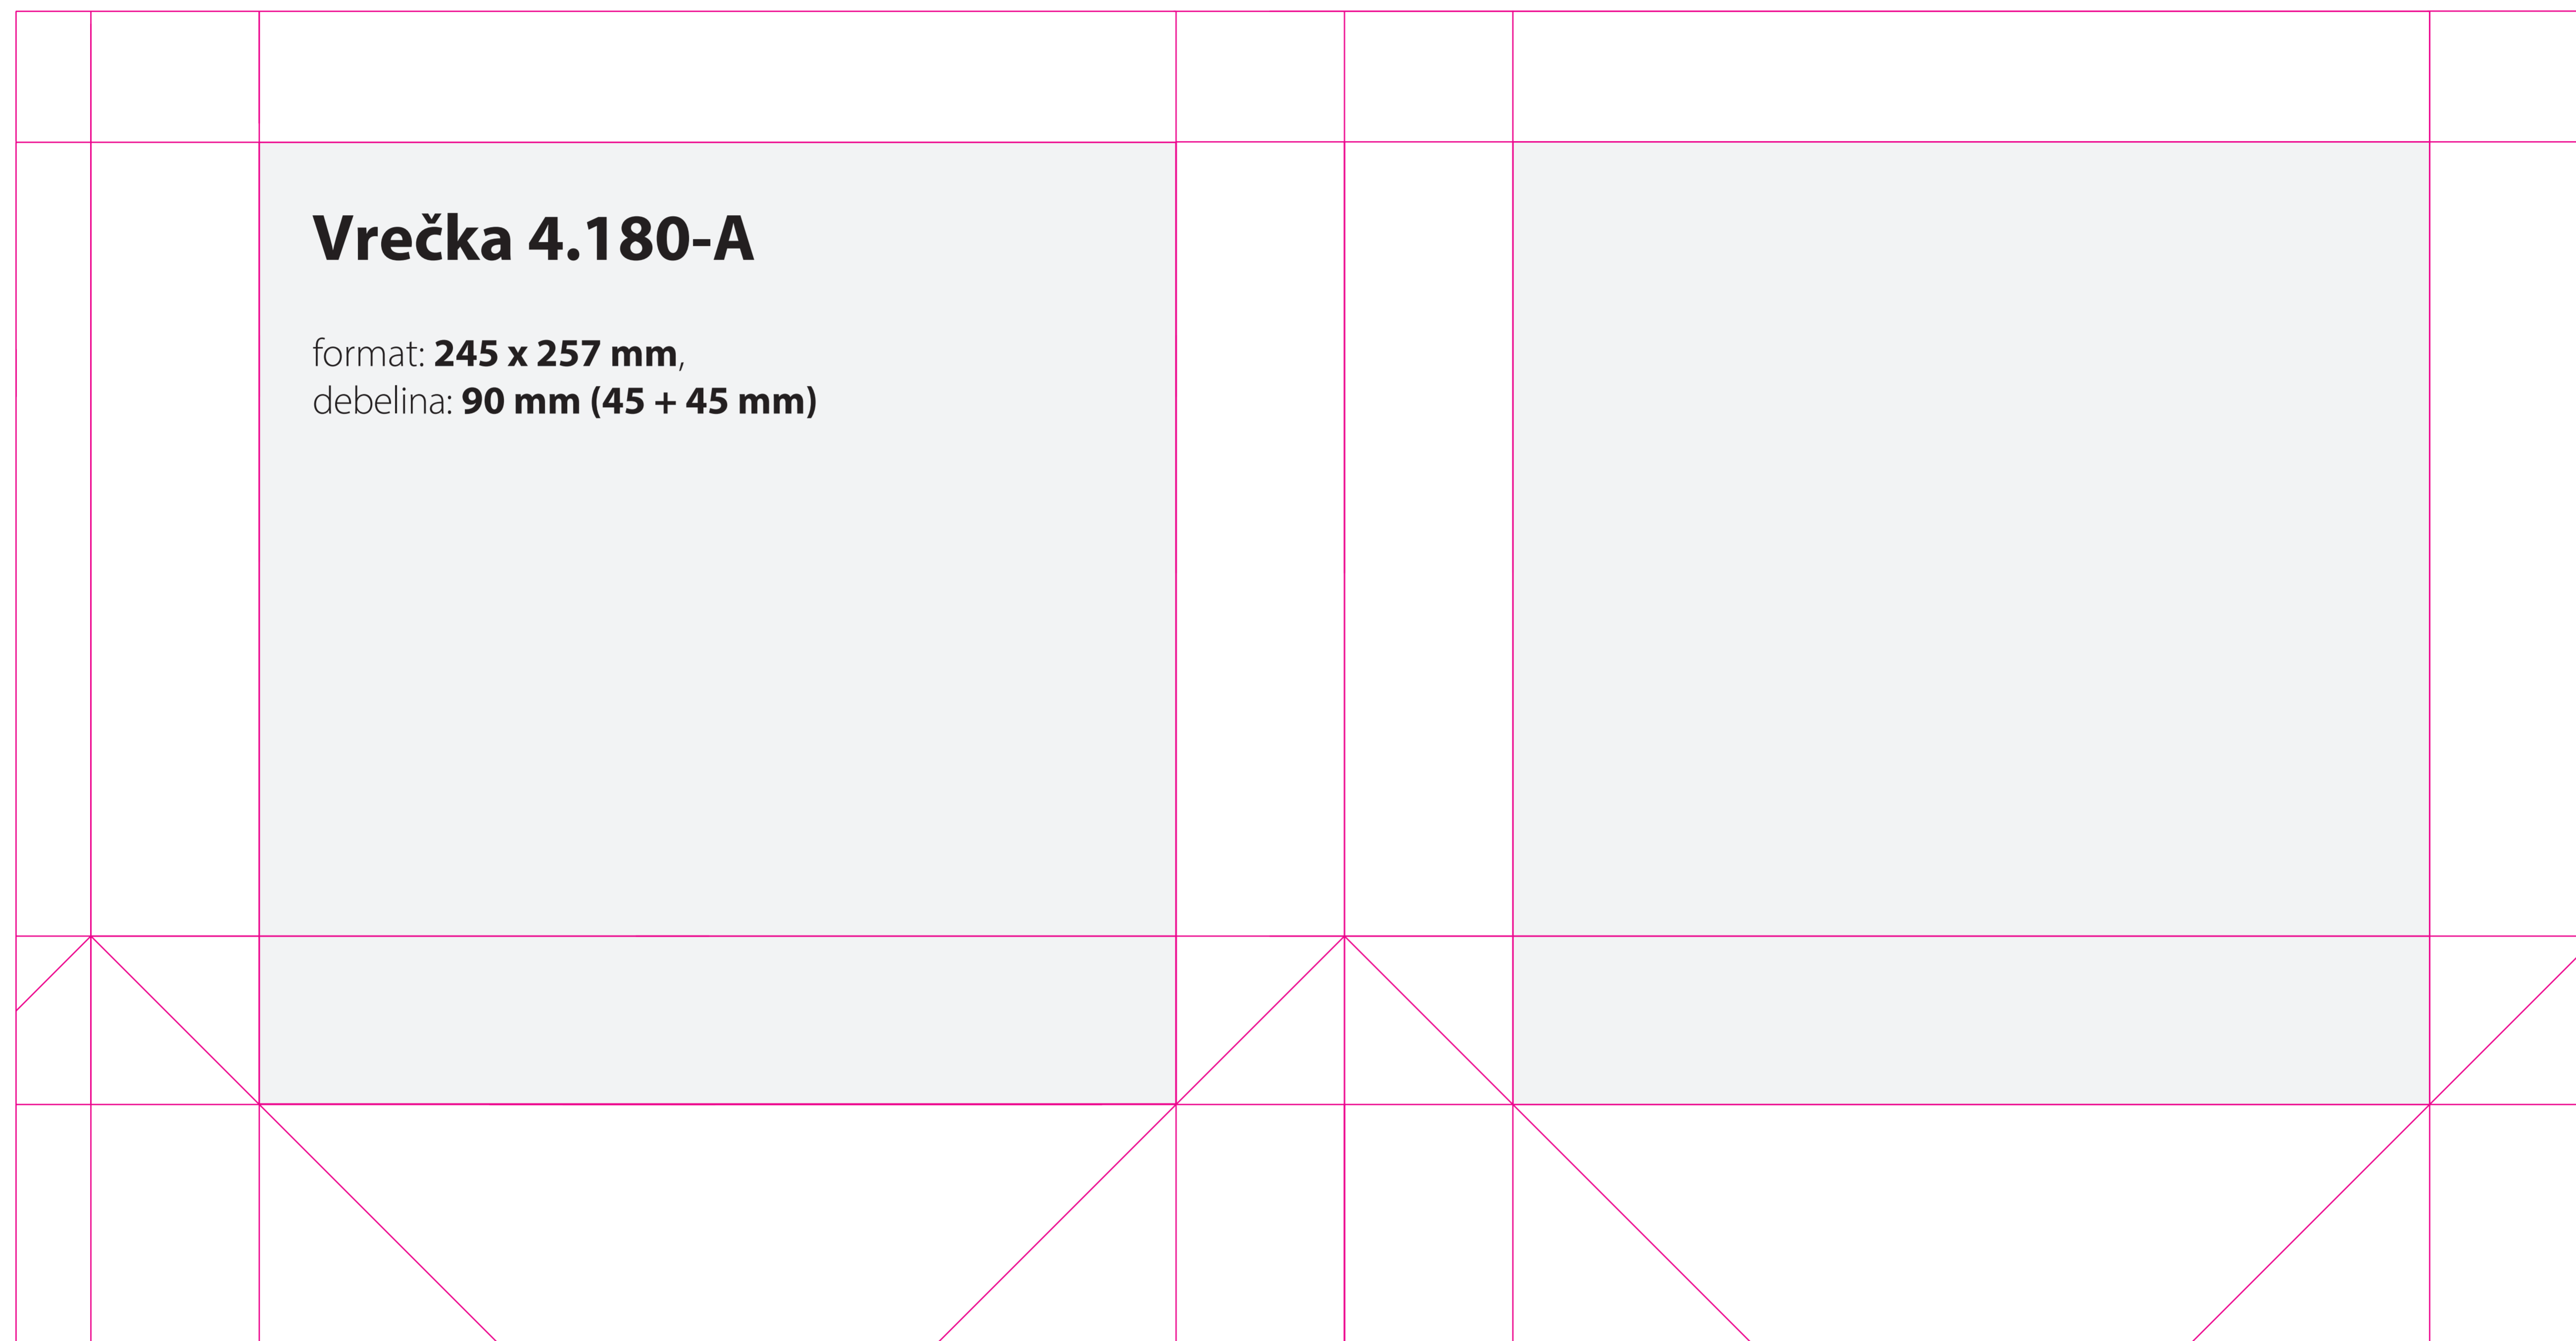 Vrečka 4.180-A
format: 245 x 257 mm,
debelina: 90 mm (45 + 45 mm)